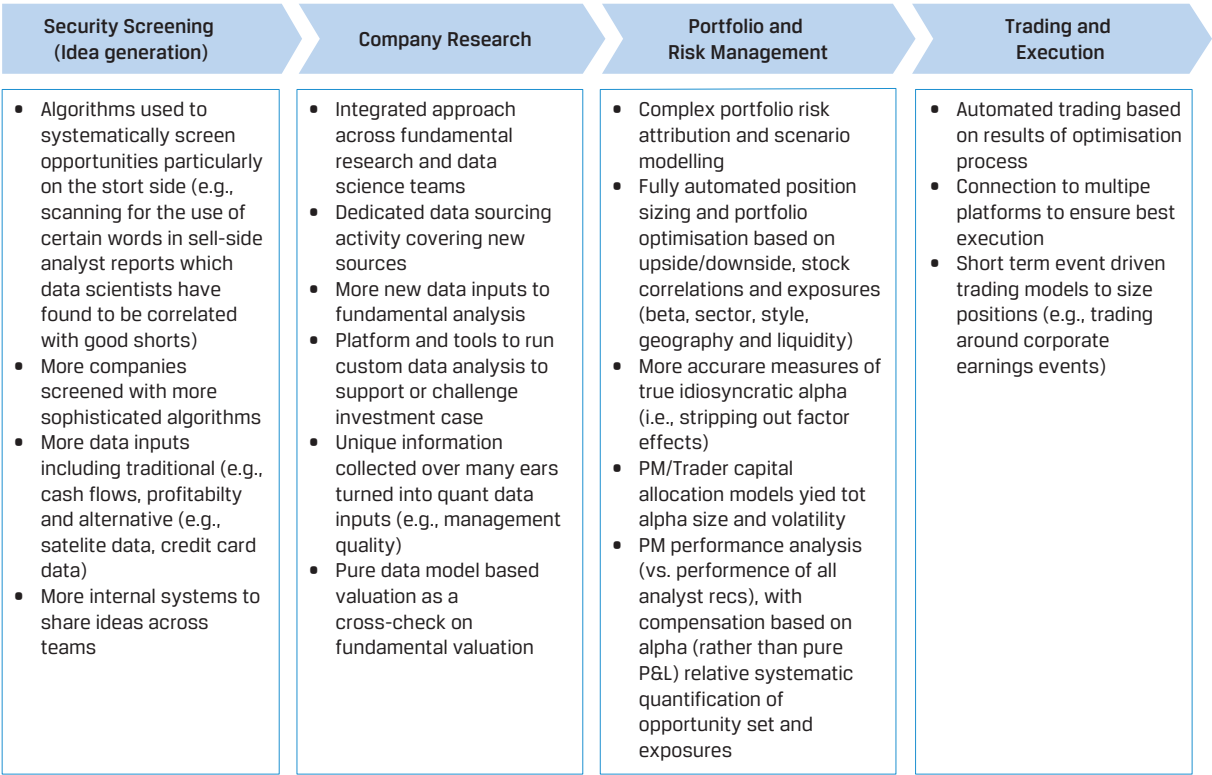 Security Screening
(Idea generation)
Company Research
Portfolio and
Risk Management
Trading and
Execution
• Algorithms used to
systematically screen
opportunities particularly
on the stort side (e.g.,
scanning for the use of
certain words in sell-side
analyst reports which
data scientists have
found to be correlated
with good shorts)
• More companies
screened with more
sophisticated algorithms
• More data inputs
including traditional (e.g.,
cash flows, profitabilty
and alternative (e.g.,
satelite data, credit card
data)
• More internal systems to
share ideas across
teams
• Integrated approach
across fundamental
research and data
science teams
• Dedicated data sourcing
activity covering new
sources
• More new data inputs to
fundamental analysis
• Platform and tools to run
custom data analysis to
support or challenge
investment case
• Unique information
collected over many ears
turned into quant data
inputs (e.g., management
quality)
• Pure data model based
valuation as a
cross-check on
fundamental valuation
• Complex portfolio risk
attribution and scenario
modelling
• Fully automated position
sizing and portfolio
optimisation based on
upside/downside, stock
correlations and exposures
(beta, sector, style,
geography and liquidity)
• More accurare measures of
true idiosyncratic alpha
(i.e., stripping out factor
effects)
• PM/Trader capital
allocation models yied tot
alpha size and volatility
• PM performance analysis
(vs. performence of all
analyst recs), with
compensation based on
alpha (rather than pure
P&L) relative systematic
quantification of
opportunity set and
exposures
• Automated trading based
on results of optimisation
process
• Connection to multipe
platforms to ensure best
execution
• Short term event driven
trading models to size
positions (e.g., trading
around corporate
earnings events)